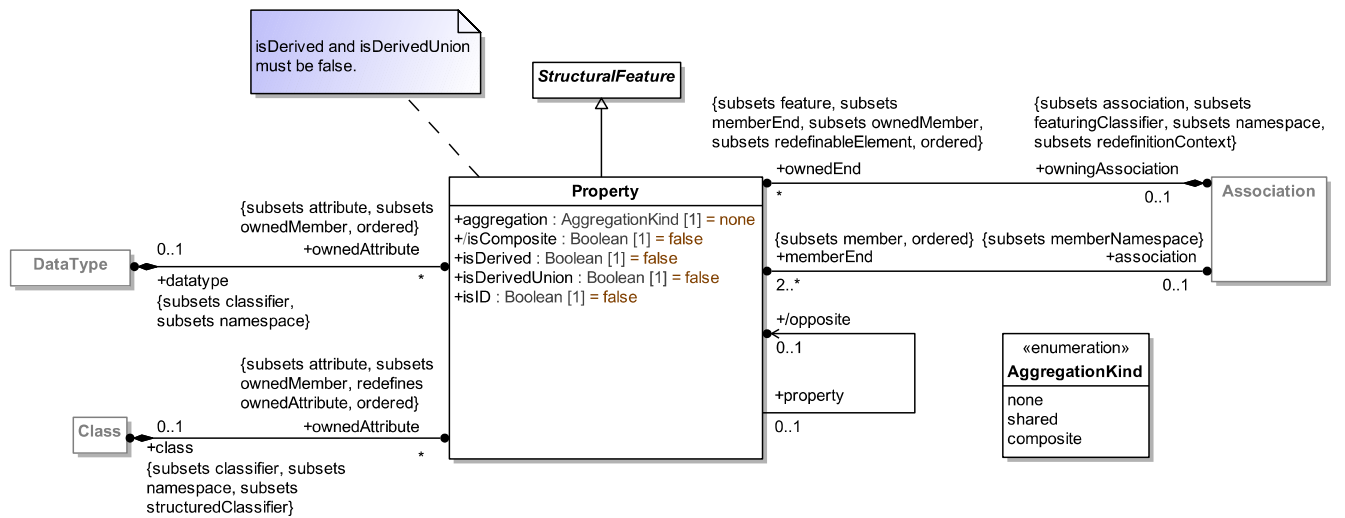 isDerived and isDerivedUnion
must be false.
StructuralFeature
{subsets feature, subsets
memberEnd, subsets ownedMember,
subsets redefinableElement, ordered}
{subsets association, subsets
featuringClassifier, subsets namespace,
subsets redefinitionContext}
+ownedEnd
+owningAssociation
*
0..1
Association
Property
+aggregation : AggregationKind [1] = none
+/isComposite : Boolean [1] = false
+isDerived : Boolean [1] = false
+isDerivedUnion : Boolean [1] = false
+isID : Boolean [1] = false
{subsets attribute, subsets
ownedMember, ordered}
0..1
+ownedAttribute
DataType
+datatype
*
{subsets classifier,
subsets namespace}
{subsets member, ordered}
{subsets memberNamespace}
+memberEnd
+association
2..*
0..1
+/opposite
0..1
+property
0..1
«enumeration»
AggregationKind
none
shared
composite
{subsets attribute, subsets
ownedMember, redefines
ownedAttribute, ordered}
0..1
+ownedAttribute
Class
+class
*
{subsets classifier, subsets
namespace, subsets
structuredClassifier}